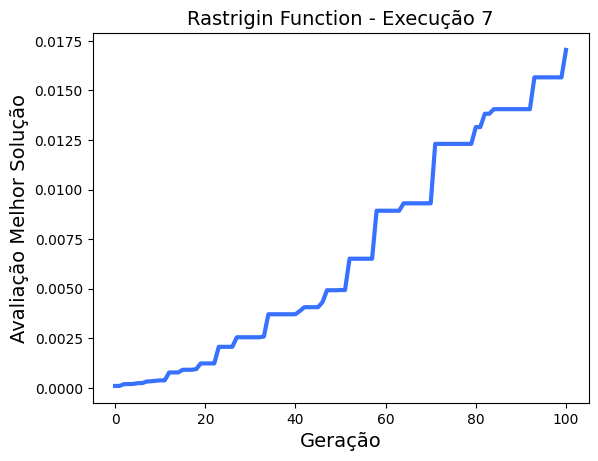 Rastrigin Function - Execução 7
Avaliação Melhor Solução
0.0175
0.0150
0.0125
0.0100
0.0075
0.0050
0.0025
0.0000
0 20 40 60 80 100
Geração